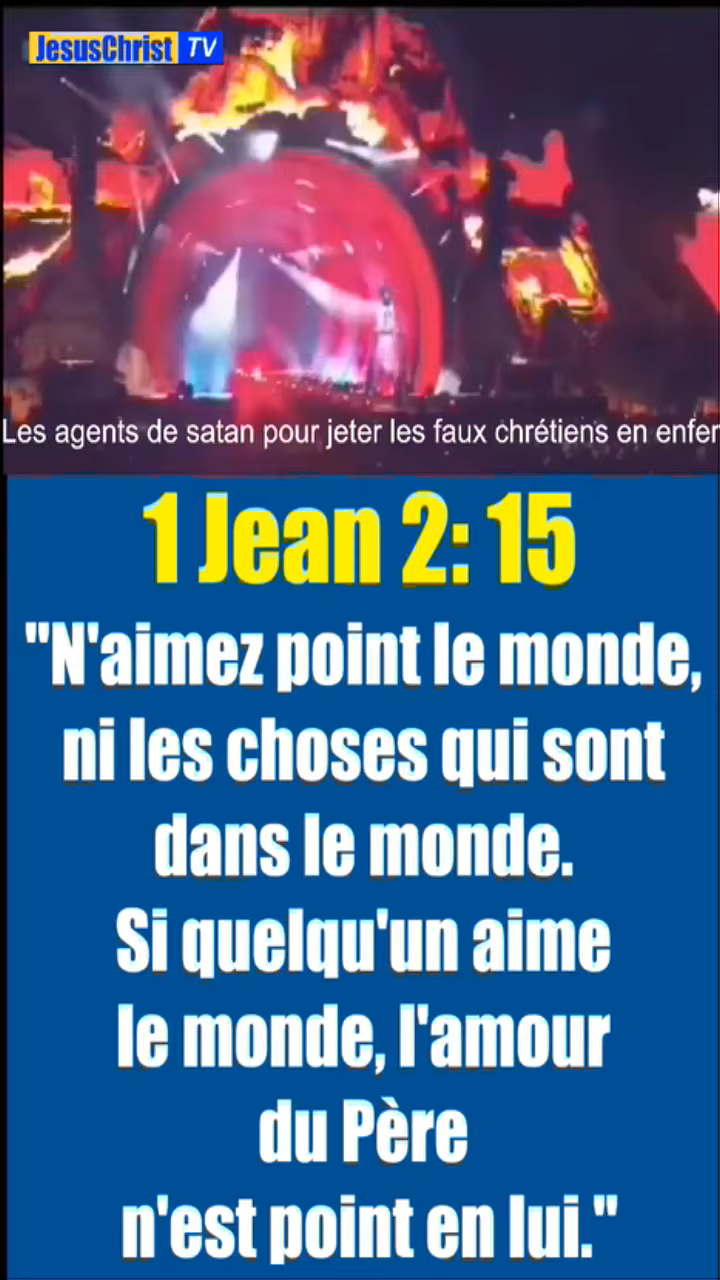 JesusChrist TV
Les agents de satan pour jeter les faux chrétiens en enfer
1 Jean 2: 15
"N'aimez point le monde,
ni les choses qui sont
dans le monde.
Si quelqu'un aime
le monde, l'amour
du Père
n'est point en lui."